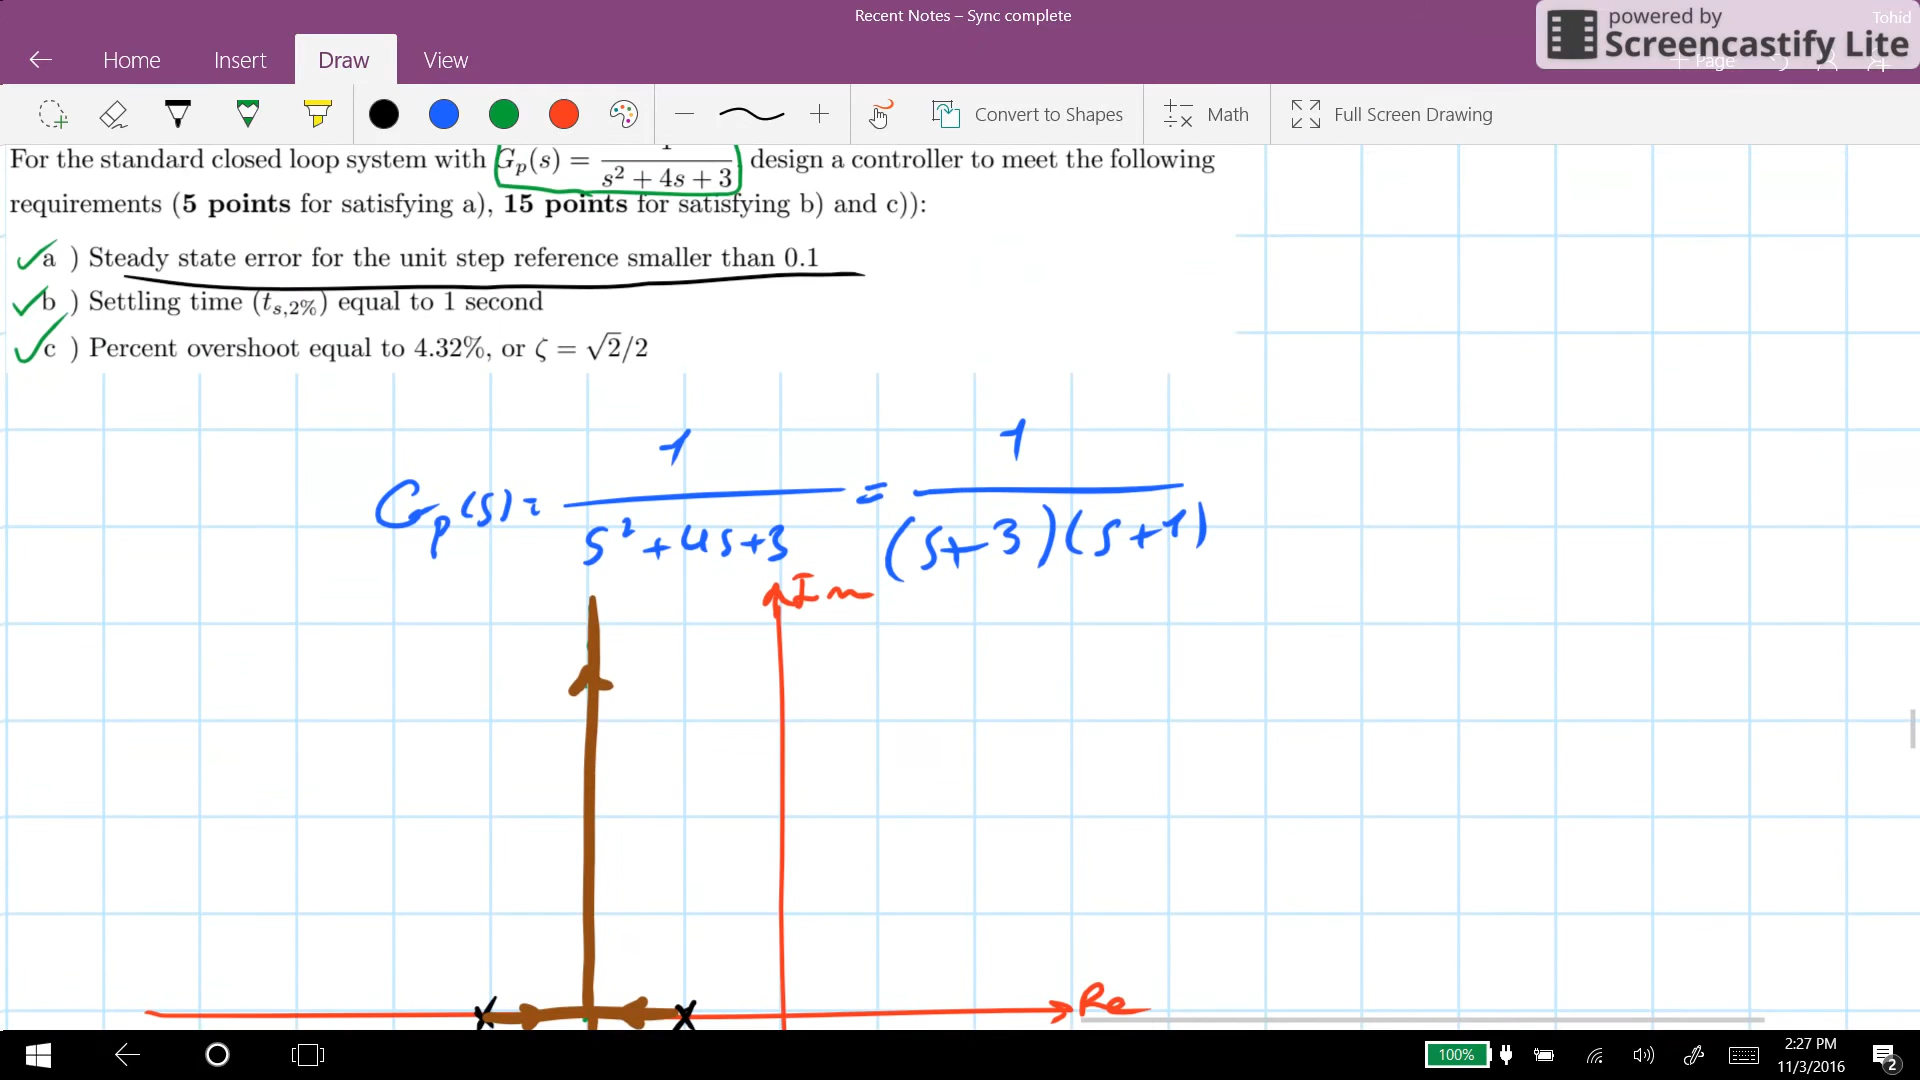 Recent Notes – Sync complete
Tohid
powered by
Screencastify Lite
Home Insert Draw View
+ Page
Convert to Shapes Math Full Screen Drawing
For the standard closed loop system with Gp(s) = 1/(s² + 4s + 3) design a controller to meet the following
requirements (5 points for satisfying a), 15 points for satisfying b) and c)):
a ) Steady state error for the unit step reference smaller than 0.1
b ) Settling time (ts,2%) equal to 1 second
c ) Percent overshoot equal to 4.32%, or ζ = √2/2
Gp(s) = 1/(s² + 4s + 3) = 1/((s+3)(s+1))
Im
Re
100%
2:27 PM
11/3/2016
2